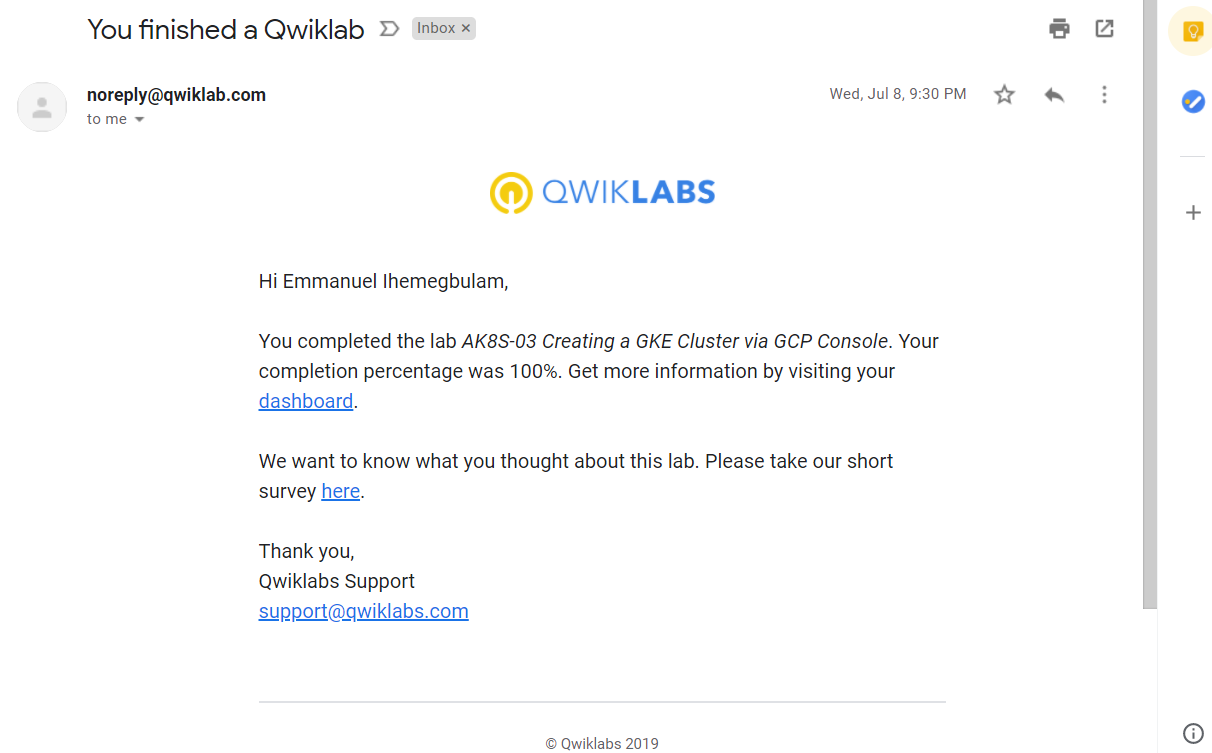 You finished a Qwiklab
Inbox ×
noreply@qwiklab.com
Wed, Jul 8, 9:30 PM
to me
QWIKLABS
Hi Emmanuel Ihemegbulam,
You completed the lab AK8S-03 Creating a GKE Cluster via GCP Console. Your
completion percentage was 100%. Get more information by visiting your
dashboard.
We want to know what you thought about this lab. Please take our short
survey here.
Thank you,
Qwiklabs Support
support@qwiklabs.com
© Qwiklabs 2019